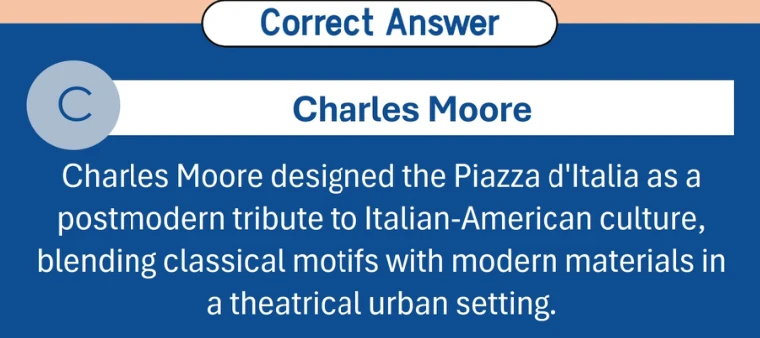 Correct Answer
C
Charles Moore
Charles Moore designed the Piazza d'Italia as a
postmodern tribute to Italian-American culture,
blending classical motifs with modern materials in
a theatrical urban setting.